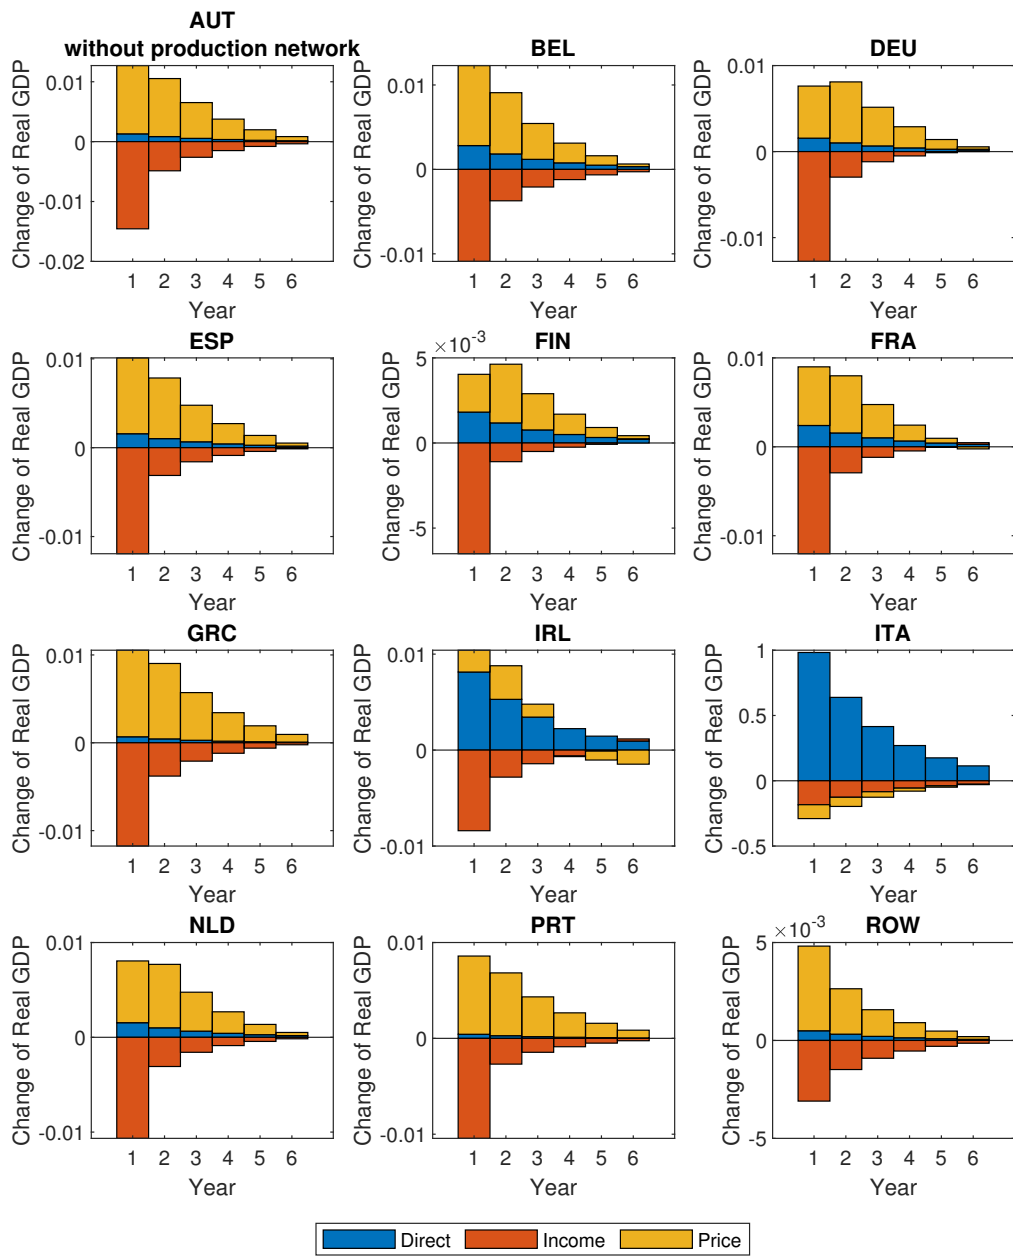 AUT
without production network
Change of Real GDP
0.01
0
-0.01
-0.02
1 2 3 4 5 6
Year
BEL
Change of Real GDP
0.01
0
-0.01
1 2 3 4 5 6
Year
DEU
Change of Real GDP
0.01
0
-0.01
1 2 3 4 5 6
Year
ESP
Change of Real GDP
0.01
0
-0.01
1 2 3 4 5 6
Year
FIN
×10⁻³
Change of Real GDP
5
0
-5
1 2 3 4 5 6
Year
FRA
Change of Real GDP
0.01
0
-0.01
1 2 3 4 5 6
Year
GRC
Change of Real GDP
0.01
0
-0.01
1 2 3 4 5 6
Year
IRL
Change of Real GDP
0.01
0
-0.01
1 2 3 4 5 6
Year
ITA
Change of Real GDP
1
0.5
0
-0.5
1 2 3 4 5 6
Year
NLD
Change of Real GDP
0.01
0
-0.01
1 2 3 4 5 6
Year
PRT
Change of Real GDP
0.01
0
-0.01
1 2 3 4 5 6
Year
ROW
×10⁻³
Change of Real GDP
5
0
-5
1 2 3 4 5 6
Year
Direct Income Price